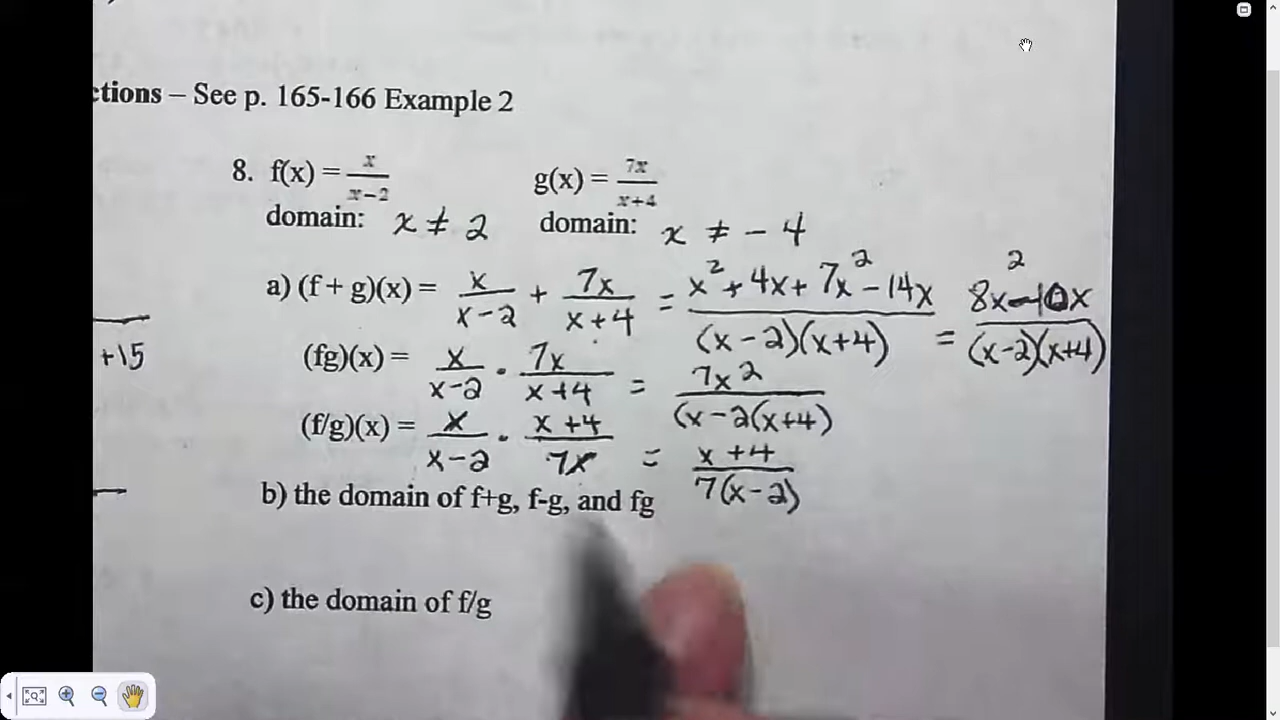 ctions – See p. 165-166 Example 2
8. f(x) = x/(x-2) g(x) = 7x/(x+4)
domain: x ≠ 2 domain: x ≠ -4
a) (f + g)(x) = x/(x-2) + 7x/(x+4) = (x² + 4x + 7x² - 14x)/((x-2)(x+4)) = (8x² - 10x)/((x-2)(x+4))
+15
(fg)(x) = x/(x-2) · 7x/(x+4) = 7x²/((x-2(x+4))
(f/g)(x) = x/(x-2) · (x+4)/7x = (x+4)/(7(x-2))
b) the domain of f+g, f-g, and fg
c) the domain of f/g